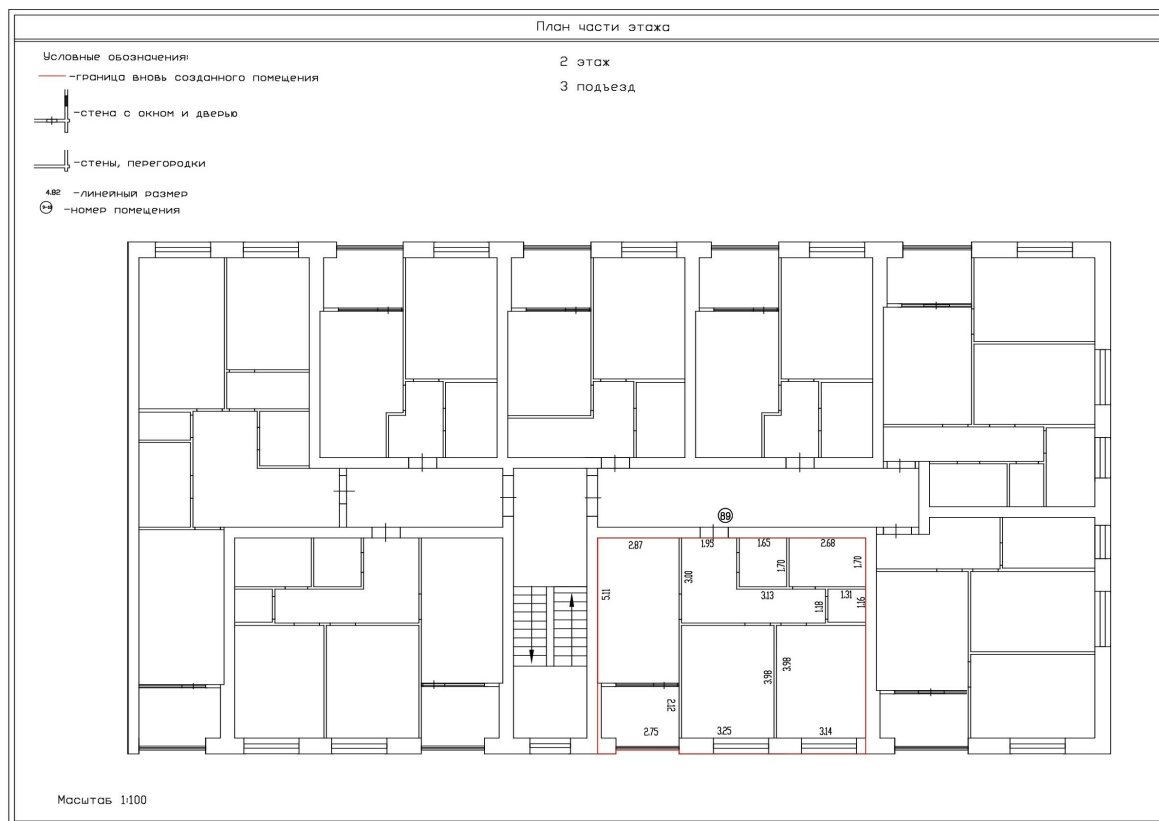 План части этажа
Условные обозначения:
-граница вновь созданного помещения
-стена с окном и дверью
-стены, перегородки
4.82 -линейный размер
-номер помещения
2 этаж
3 подъезд
89
2.87
1.95
1.65
2.68
1.70
1.70
3.00
5.11
3.13
1.18
1.31
1.16
3.98
3.98
2.12
2.75
3.25
3.14
Масштаб 1:100